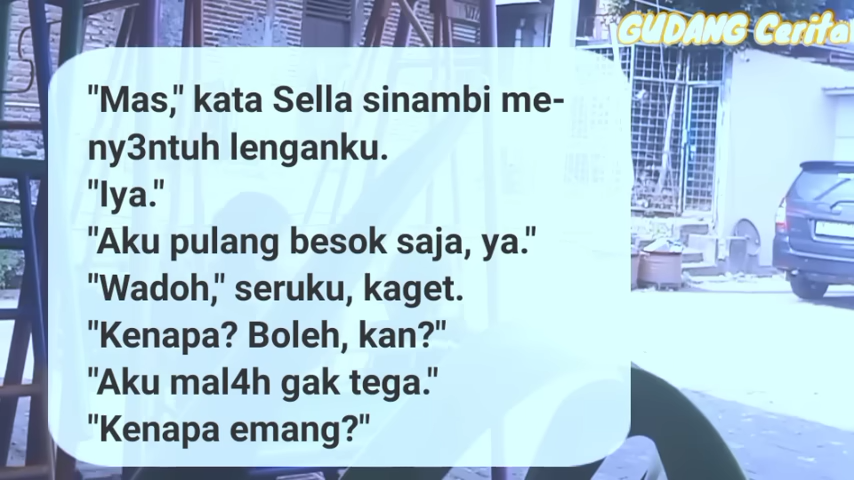 GUDANG Cerita
"Mas," kata Sella sinambi me-
ny3ntuh lenganku.
"Iya."
"Aku pulang besok saja, ya."
"Wadoh," seruku, kaget.
"Kenapa? Boleh, kan?"
"Aku mal4h gak tega."
"Kenapa emang?"